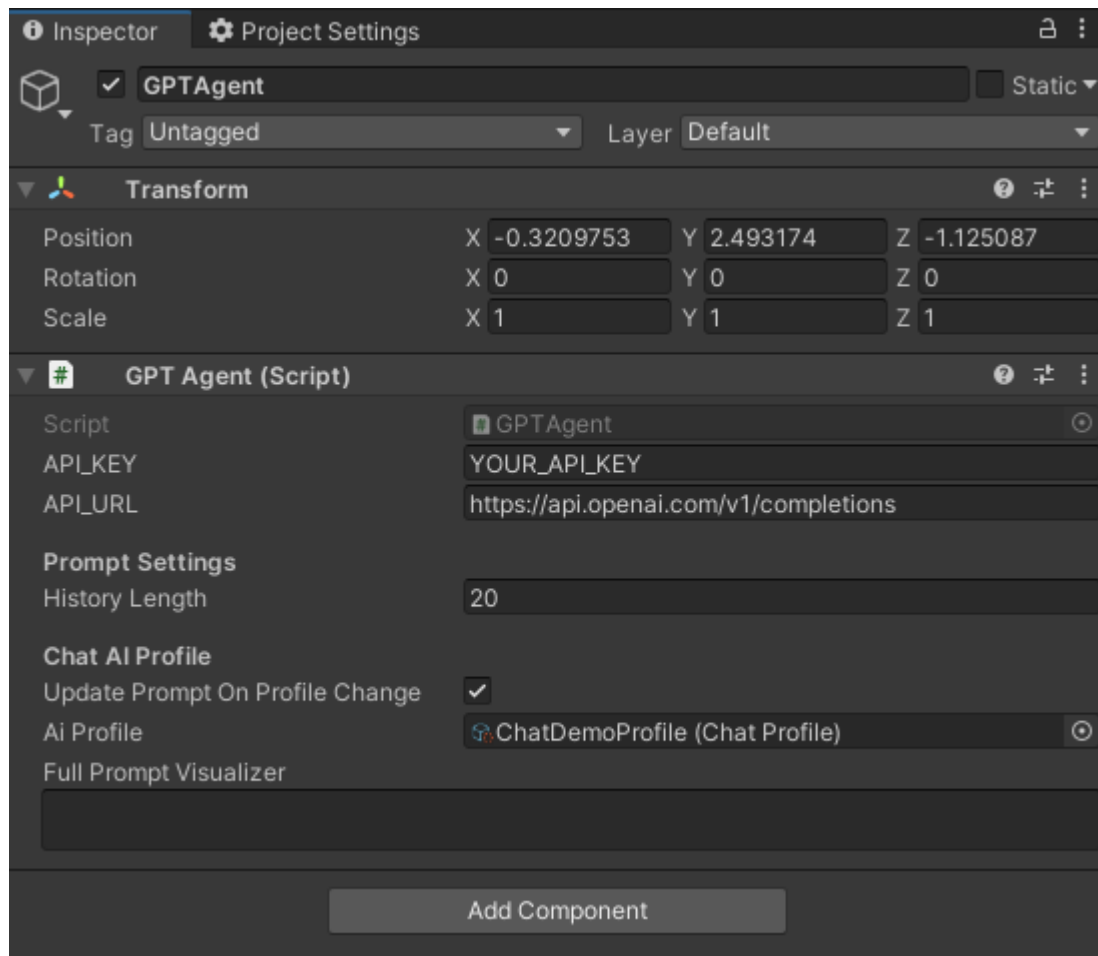 Inspector Project Settings
GPTAgent Static
Tag Untagged Layer Default
Transform
Position X -0.3209753 Y 2.493174 Z -1.125087
Rotation X 0 Y 0 Z 0
Scale X 1 Y 1 Z 1
# GPT Agent (Script)
Script # GPTAgent
API_KEY YOUR_API_KEY
API_URL https://api.openai.com/v1/completions
Prompt Settings
History Length 20
Chat AI Profile
Update Prompt On Profile Change
Ai Profile ChatDemoProfile (Chat Profile)
Full Prompt Visualizer
Add Component